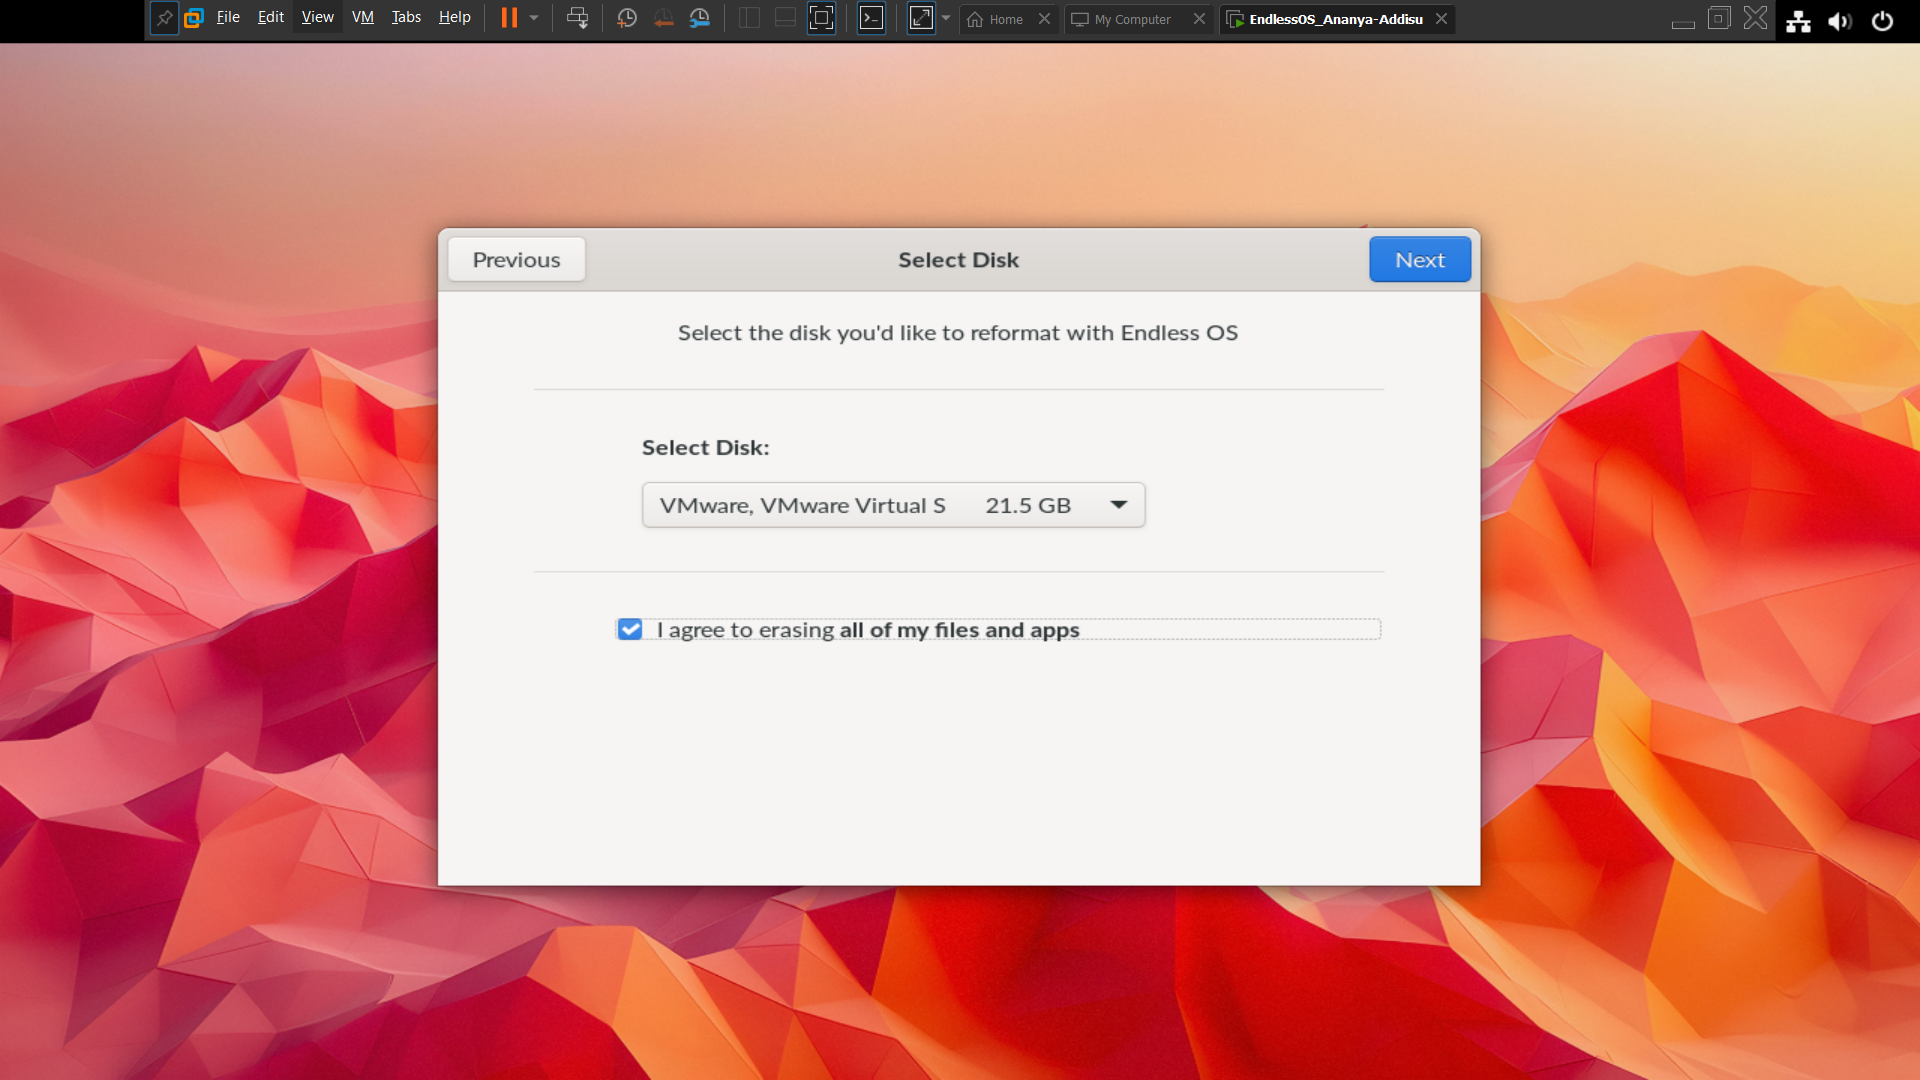 File Edit View VM Tabs Help
Home
My Computer
EndlessOS_Ananya-Addisu
Previous
Select Disk
Next
Select the disk you'd like to reformat with Endless OS
Select Disk:
VMware, VMware Virtual S 21.5 GB
I agree to erasing all of my files and apps